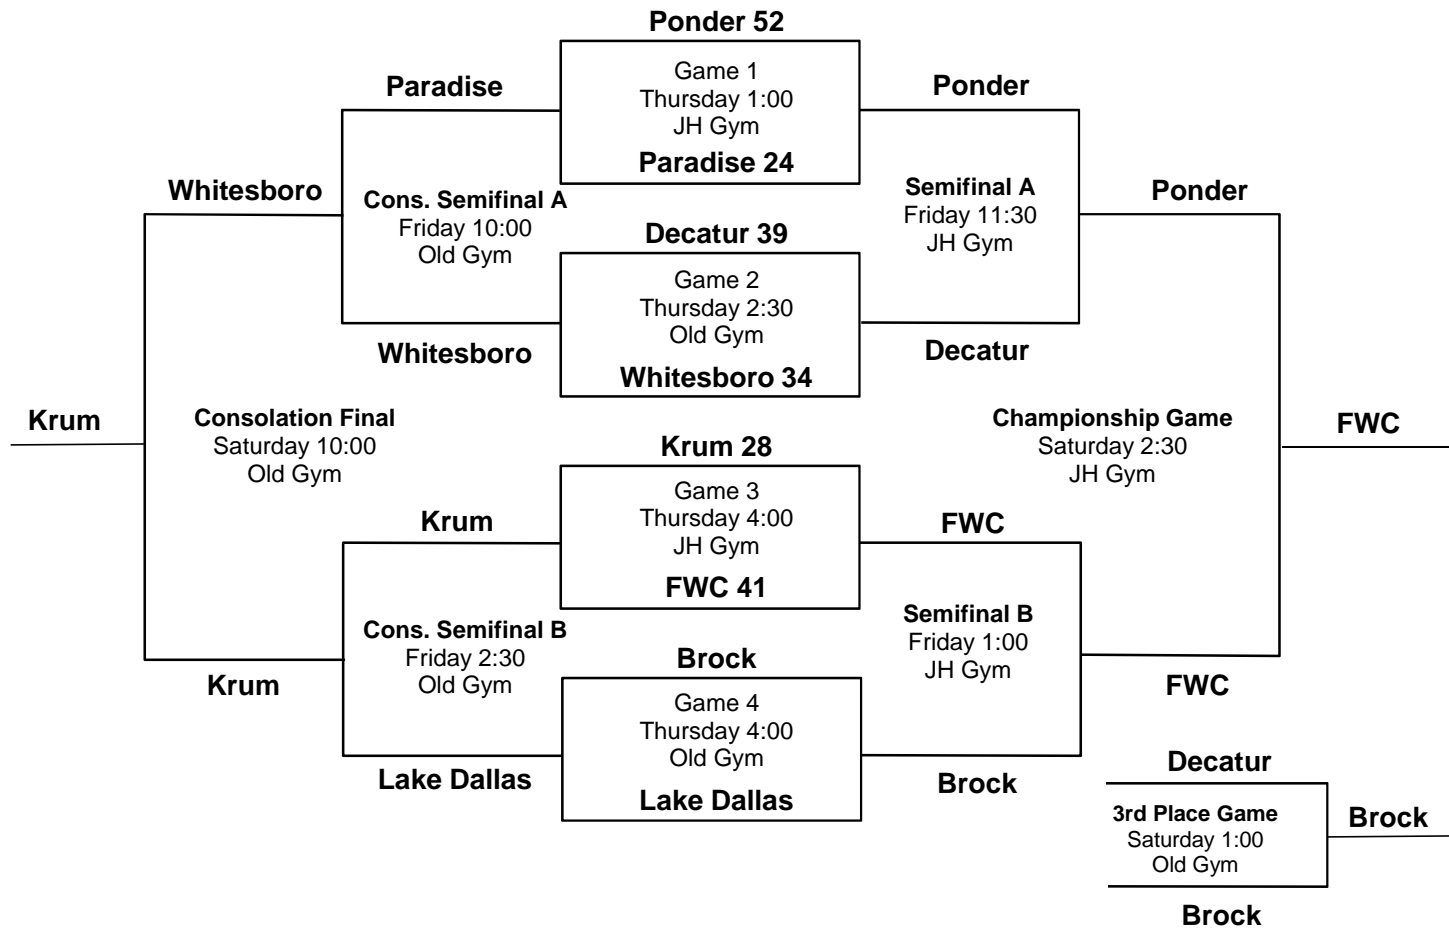 Ponder 52
Paradise
Game 1
Thursday 1:00
JH Gym
Paradise 24
Ponder
Whitesboro
Cons. Semifinal A
Friday 10:00
Old Gym
Semifinal A
Friday 11:30
JH Gym
Ponder
Decatur 39
Game 2
Thursday 2:30
Old Gym
Whitesboro 34
Whitesboro
Decatur
Krum
Consolation Final
Saturday 10:00
Old Gym
Championship Game
Saturday 2:30
JH Gym
FWC
Krum 28
Krum
Game 3
Thursday 4:00
JH Gym
FWC 41
FWC
Cons. Semifinal B
Friday 2:30
Old Gym
Semifinal B
Friday 1:00
JH Gym
Krum
FWC
Brock
Game 4
Thursday 4:00
Old Gym
Lake Dallas
Lake Dallas
Brock
Decatur
3rd Place Game
Saturday 1:00
Old Gym
Brock
Brock